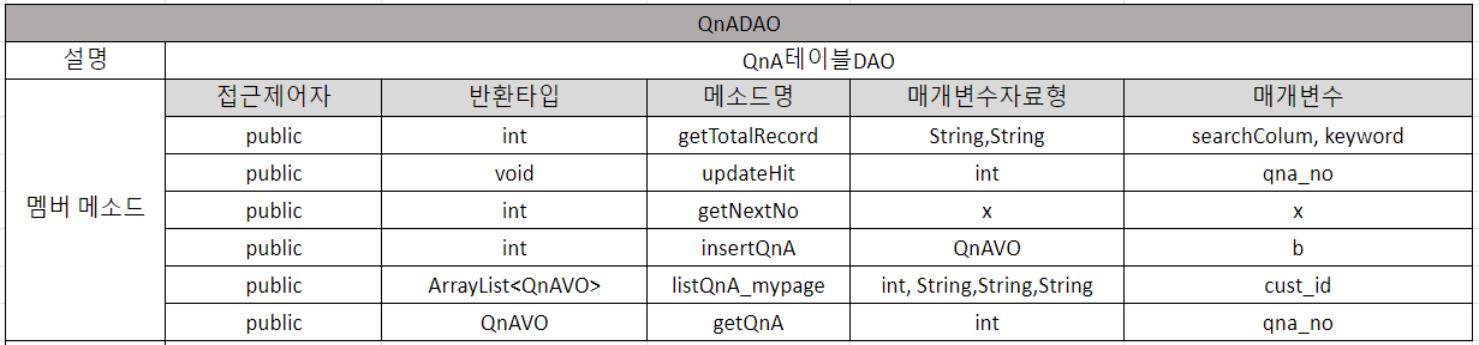 QnADAO
설명 QnA테이블DAO
멤버 메소드 접근제어자 반환타입 메소드명 매개변수자료형 매개변수
public int getTotalRecord String,String searchColum, keyword
public void updateHit int qna_no
public int getNextNo x x
public int insertQnA QnAVO b
public ArrayList<QnAVO> listQnA_mypage int, String,String,String cust_id
public QnAVO getQnA int qna_no